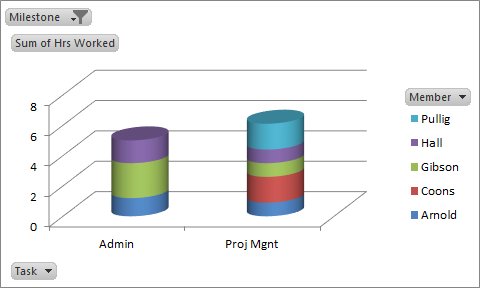 Milestone
Sum of Hrs Worked
8
6
4
2
0
Admin
Proj Mgnt
Member
Pullig
Hall
Gibson
Coons
Arnold
Task